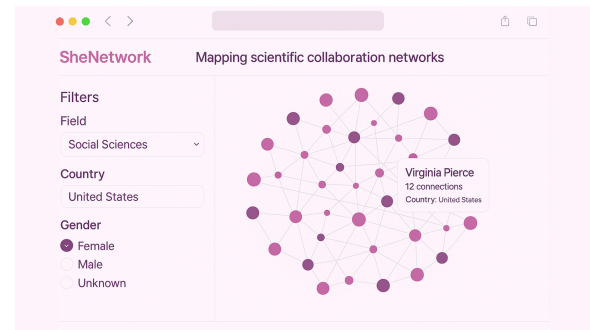 SheNetwork
Mapping scientific collaboration networks
Filters
Field
Social Sciences
Country
United States
Gender
Female
Male
Unknown
Virginia Pierce
12 connections
Country: United States